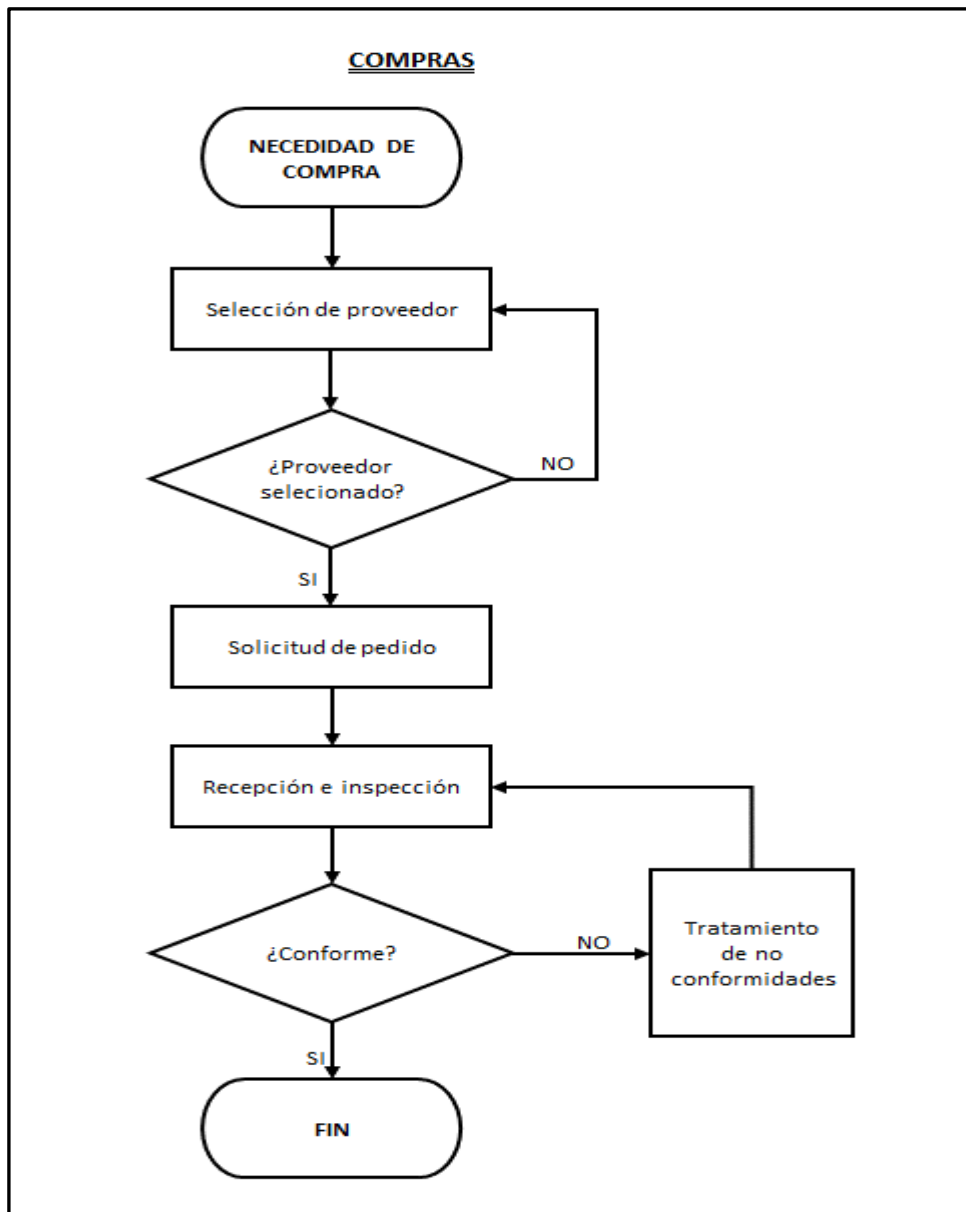 COMPRAS
NECEDIDAD DE
COMPRA
Selección de proveedor
¿Proveedor
selecionado?
NO
SI
Solicitud de pedido
Recepción e inspección
¿Conforme?
NO
Tratamiento
de no
conformidades
SI
FIN